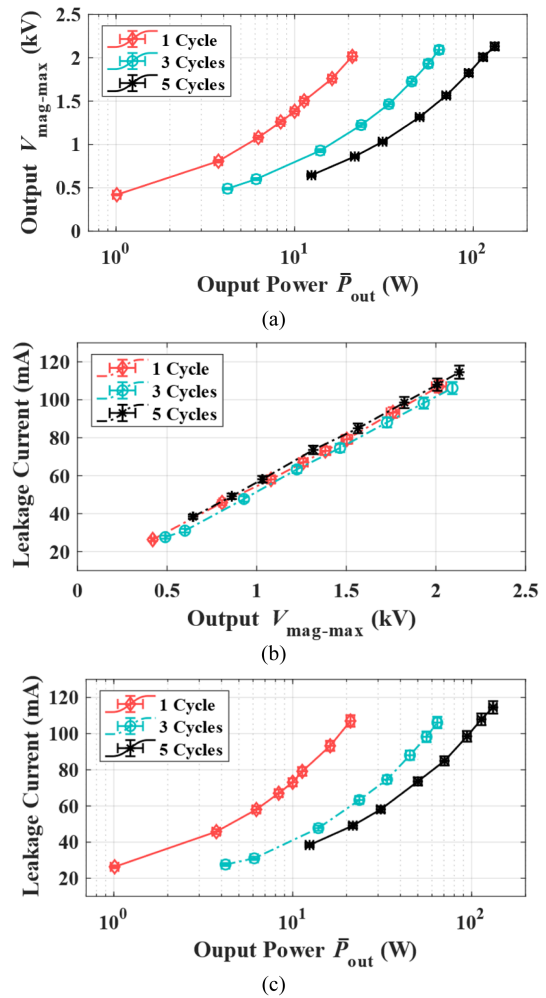 1 Cycle
3 Cycles
5 Cycles
Output V mag-max (kV)
2.5
2
1.5
1
0.5
0
10^0
10^1
10^2
Ouput Power P̅out (W)
(a)
1 Cycle
3 Cycles
5 Cycles
Leakage Current (mA)
120
100
80
60
40
20
0
0.5
1
1.5
2
2.5
Output V mag-max (kV)
(b)
1 Cycle
3 Cycles
5 Cycles
Leakage Current (mA)
120
100
80
60
40
20
10^0
10^1
10^2
Ouput Power P̅out (W)
(c)